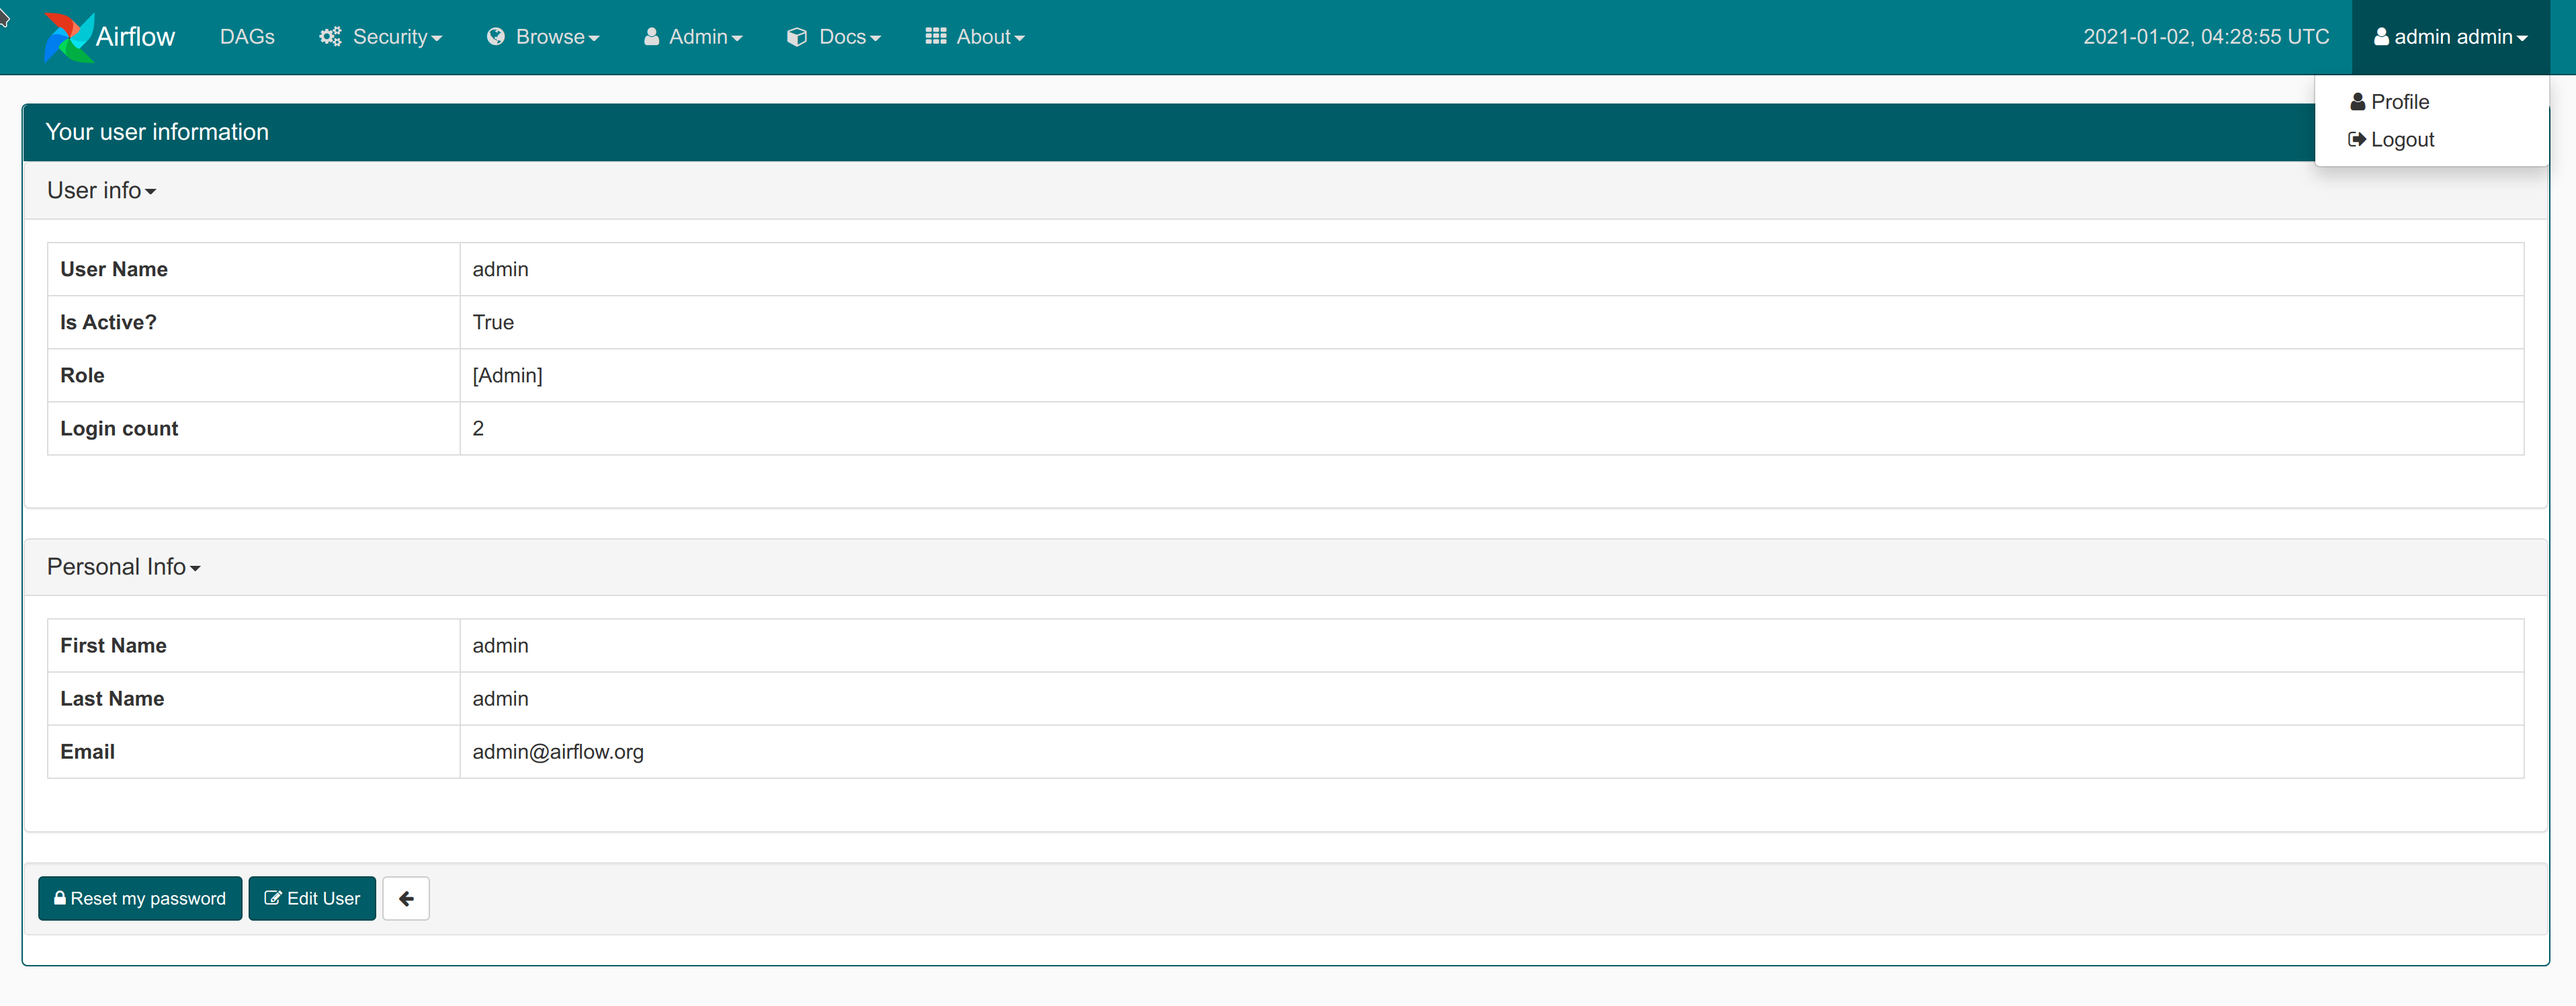 Airflow DAGs Security Browse Admin Docs About 2021-01-02, 04:28:55 UTC admin admin
Profile
Logout
Your user information
User info
User Name admin
Is Active? True
Role [Admin]
Login count 2
Personal Info
First Name admin
Last Name admin
Email admin@airflow.org
Reset my password Edit User